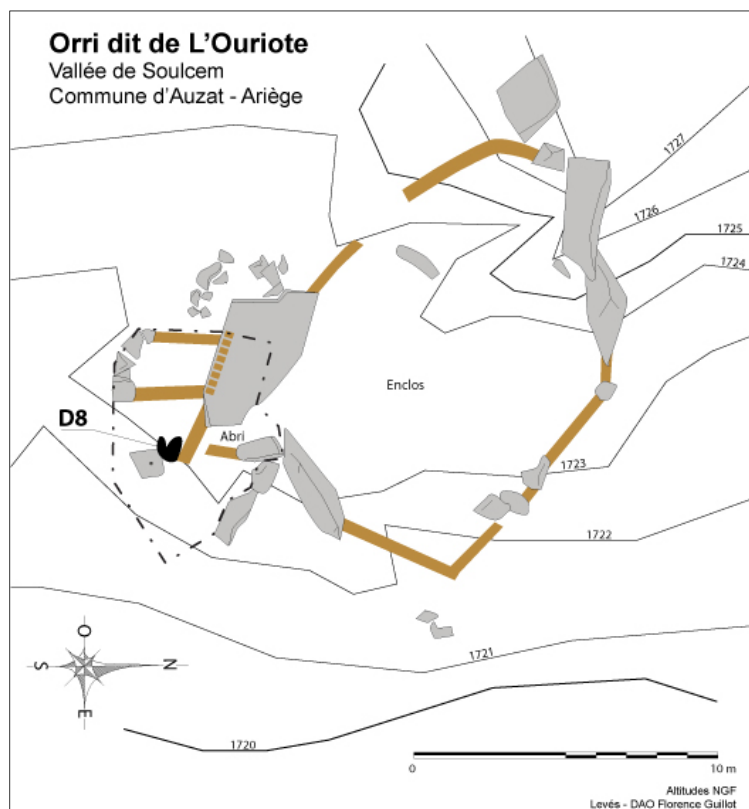 Orri dit de L'Ouriote
Vallée de Soulcem
Commune d'Auzat - Ariège
1727
1726
1725
1724
Enclos
D8
Abri
1723
1722
O
S
N
E
1721
1720
0
10 m
Altitudes NGF
Levés - DAO Florence Guillot